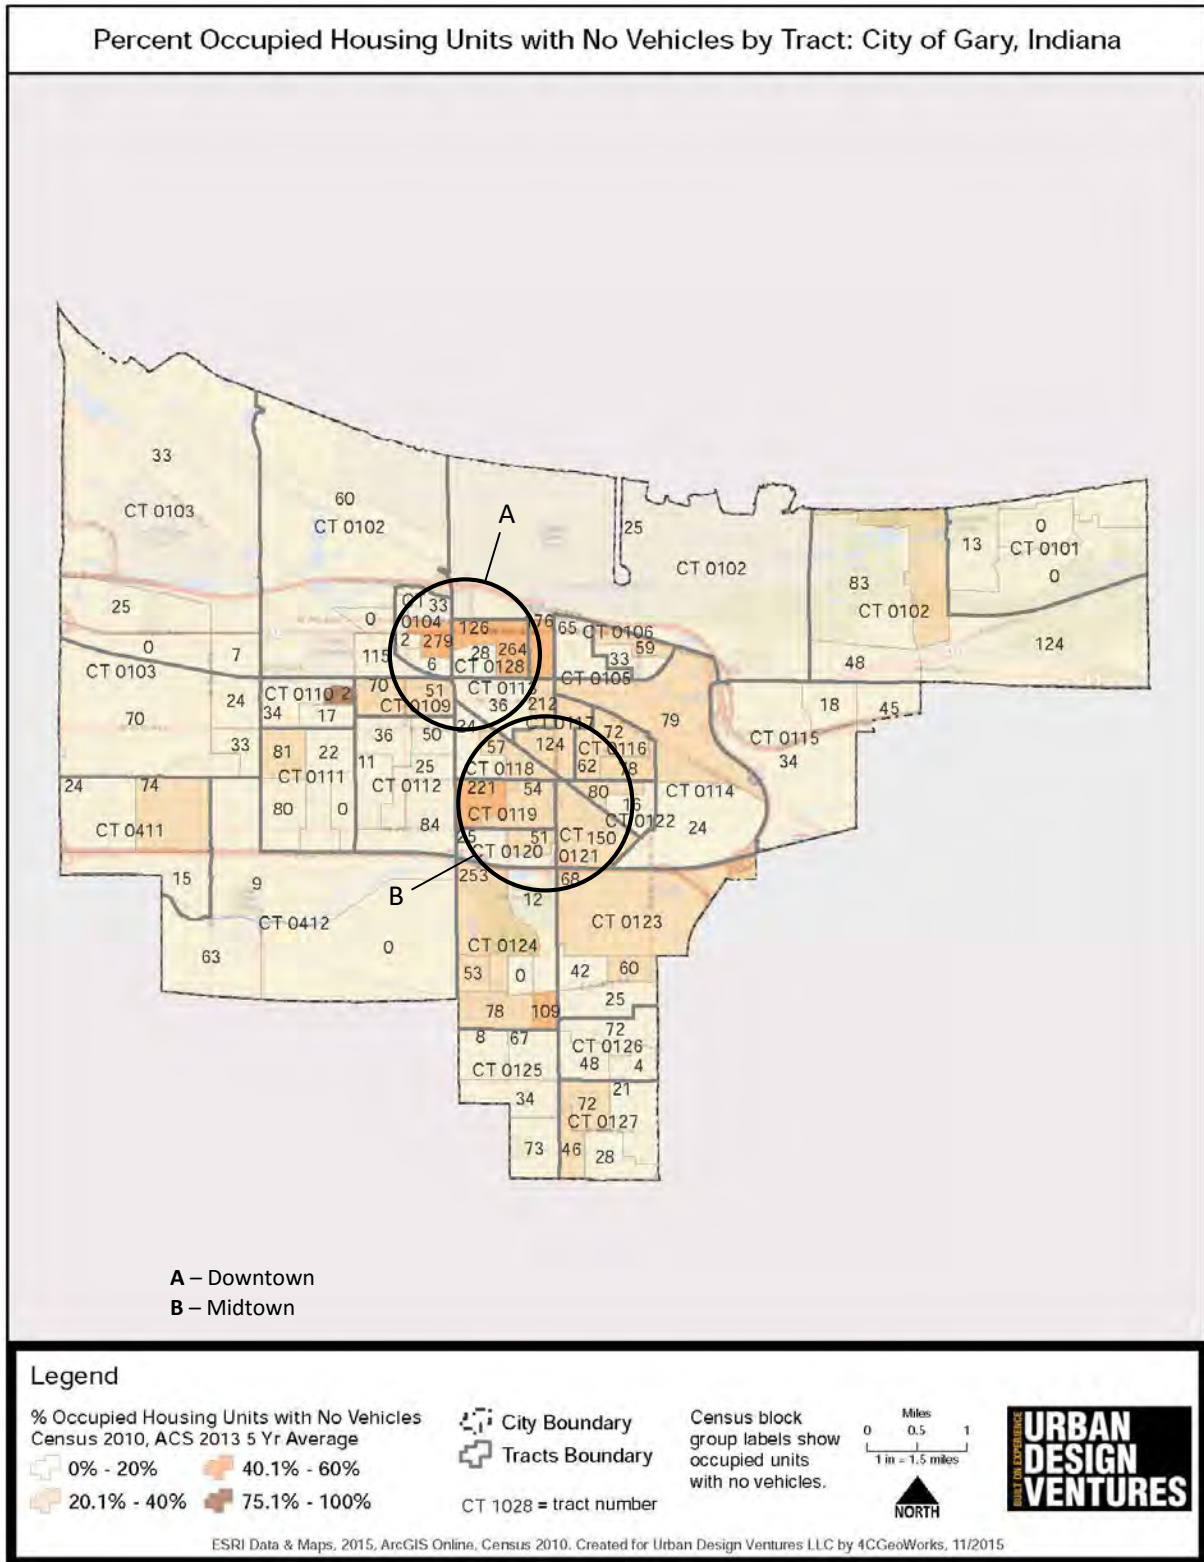 Percent Occupied Housing Units with No Vehicles by Tract: City of Gary, Indiana
33
CT 0103
60
CT 0102
A
25
CT 0102
0
13
CT 0101
0
83
CT 0102
124
48
25
0
7
CT 0103
0
115
CT
0104
33
2
279
6
126
28
264
CT 0128
76
65
CT 0106
59
33
CT 0105
70
24
33
CT 0110
2
34
17
70
51
CT 0109
36
24
212
79
18
45
CT 0115
34
81
22
CT 0111
80
0
36
50
11
25
CT 0112
84
57
CT 0118
CT 0117
124
72
CT 0116
62
78
221
54
CT 0119
80
16
CT 0122
CT 0114
24
24
74
CT 0411
25
51
CT 0120
CT
150
0121
15
9
CT 0412
63
0
B
253
12
68
CT 0124
CT 0123
53
0
42
60
78
109
25
8
67
CT 0125
72
CT 0126
48
4
34
73
21
72
CT 0127
46
28
A – Downtown
B – Midtown
Legend
% Occupied Housing Units with No Vehicles
Census 2010, ACS 2013 5 Yr Average
0% - 20%
20.1% - 40%
40.1% - 60%
75.1% - 100%
City Boundary
Tracts Boundary
CT 1028 = tract number
Census block
group labels show
occupied units
with no vehicles.
Miles
0 0.5 1
1 in = 1.5 miles
NORTH
BUILT ON EXPERIENCE
URBAN
DESIGN
VENTURES
ESRI Data & Maps, 2015, ArcGIS Online, Census 2010. Created for Urban Design Ventures LLC by 4CGeoWorks, 11/2015